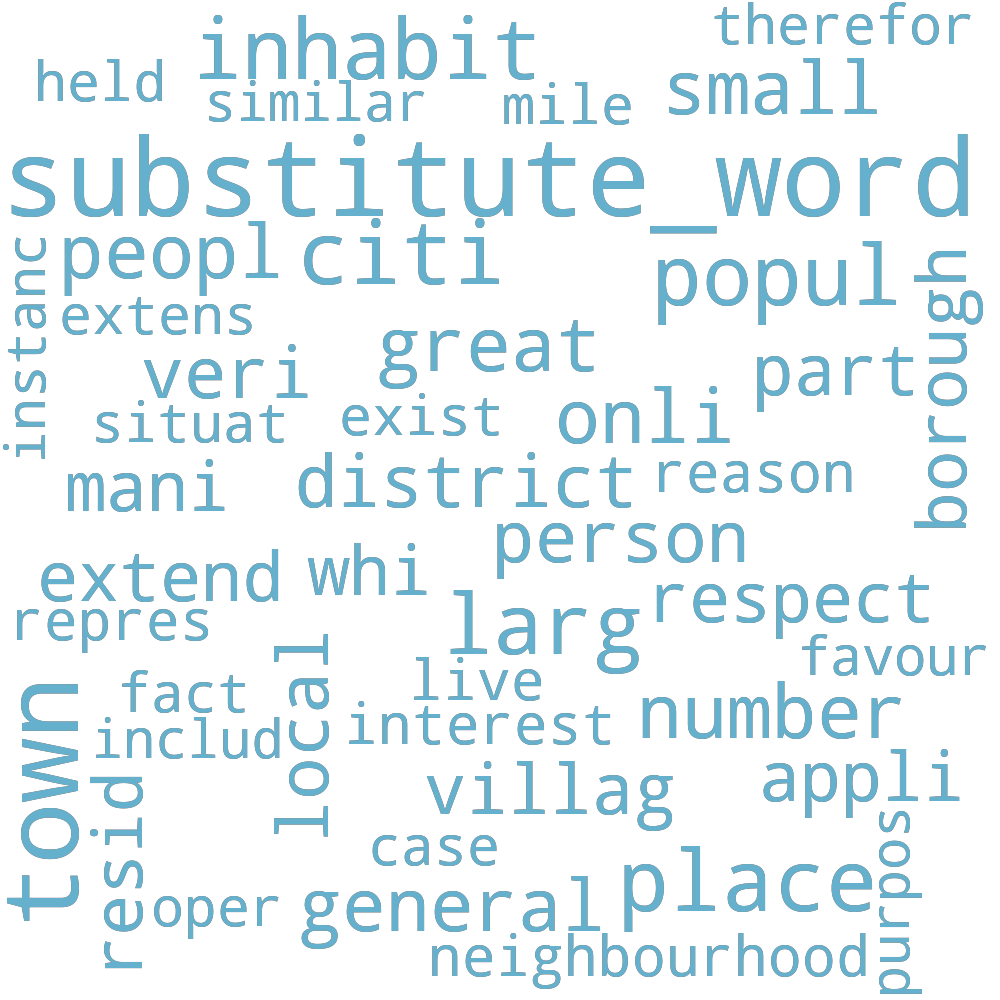 therefor
inhabit
held
similar
mile
small
substitute_word
peopl
citi
popul
instanc
borough
extens
great
veri
part
situat
exist
onli
mani
district
reason
person
extend
whi
respect
repres
larg
favour
local
live
town
fact
number
includ
interest
villag
appli
resid
case
place
purpos
oper
general
neighbourhood